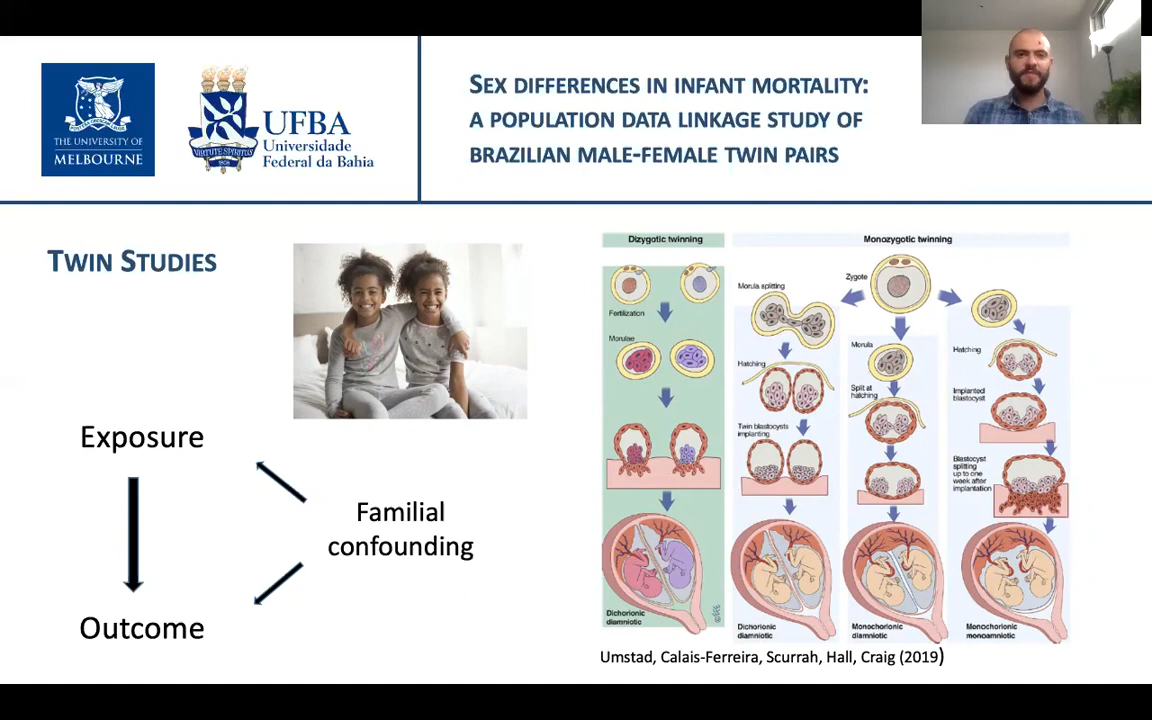 THE UNIVERSITY OF
MELBOURNE
VIRTUTE SPIRITUS
UFBA
Universidade
Federal da Bahia
SEX DIFFERENCES IN INFANT MORTALITY:
A POPULATION DATA LINKAGE STUDY OF
BRAZILIAN MALE-FEMALE TWIN PAIRS
TWIN STUDIES
Exposure
Familial
confounding
Outcome
Dizygotic twinning
Monozygotic twinning
Fertilization
Morulae
Dichorionic
diamniotic
Zygote
Morula splitting
Hatching
Twin blastocysts
implanting
Dichorionic
diamniotic
Morula
Split at
hatching
Monochorionic
diamniotic
Hatching
Implanted
blastocyst
Blastocyst
splitting
up to one
week after
implantation
Monochorionic
monoamniotic
Umstad, Calais-Ferreira, Scurrah, Hall, Craig (2019)